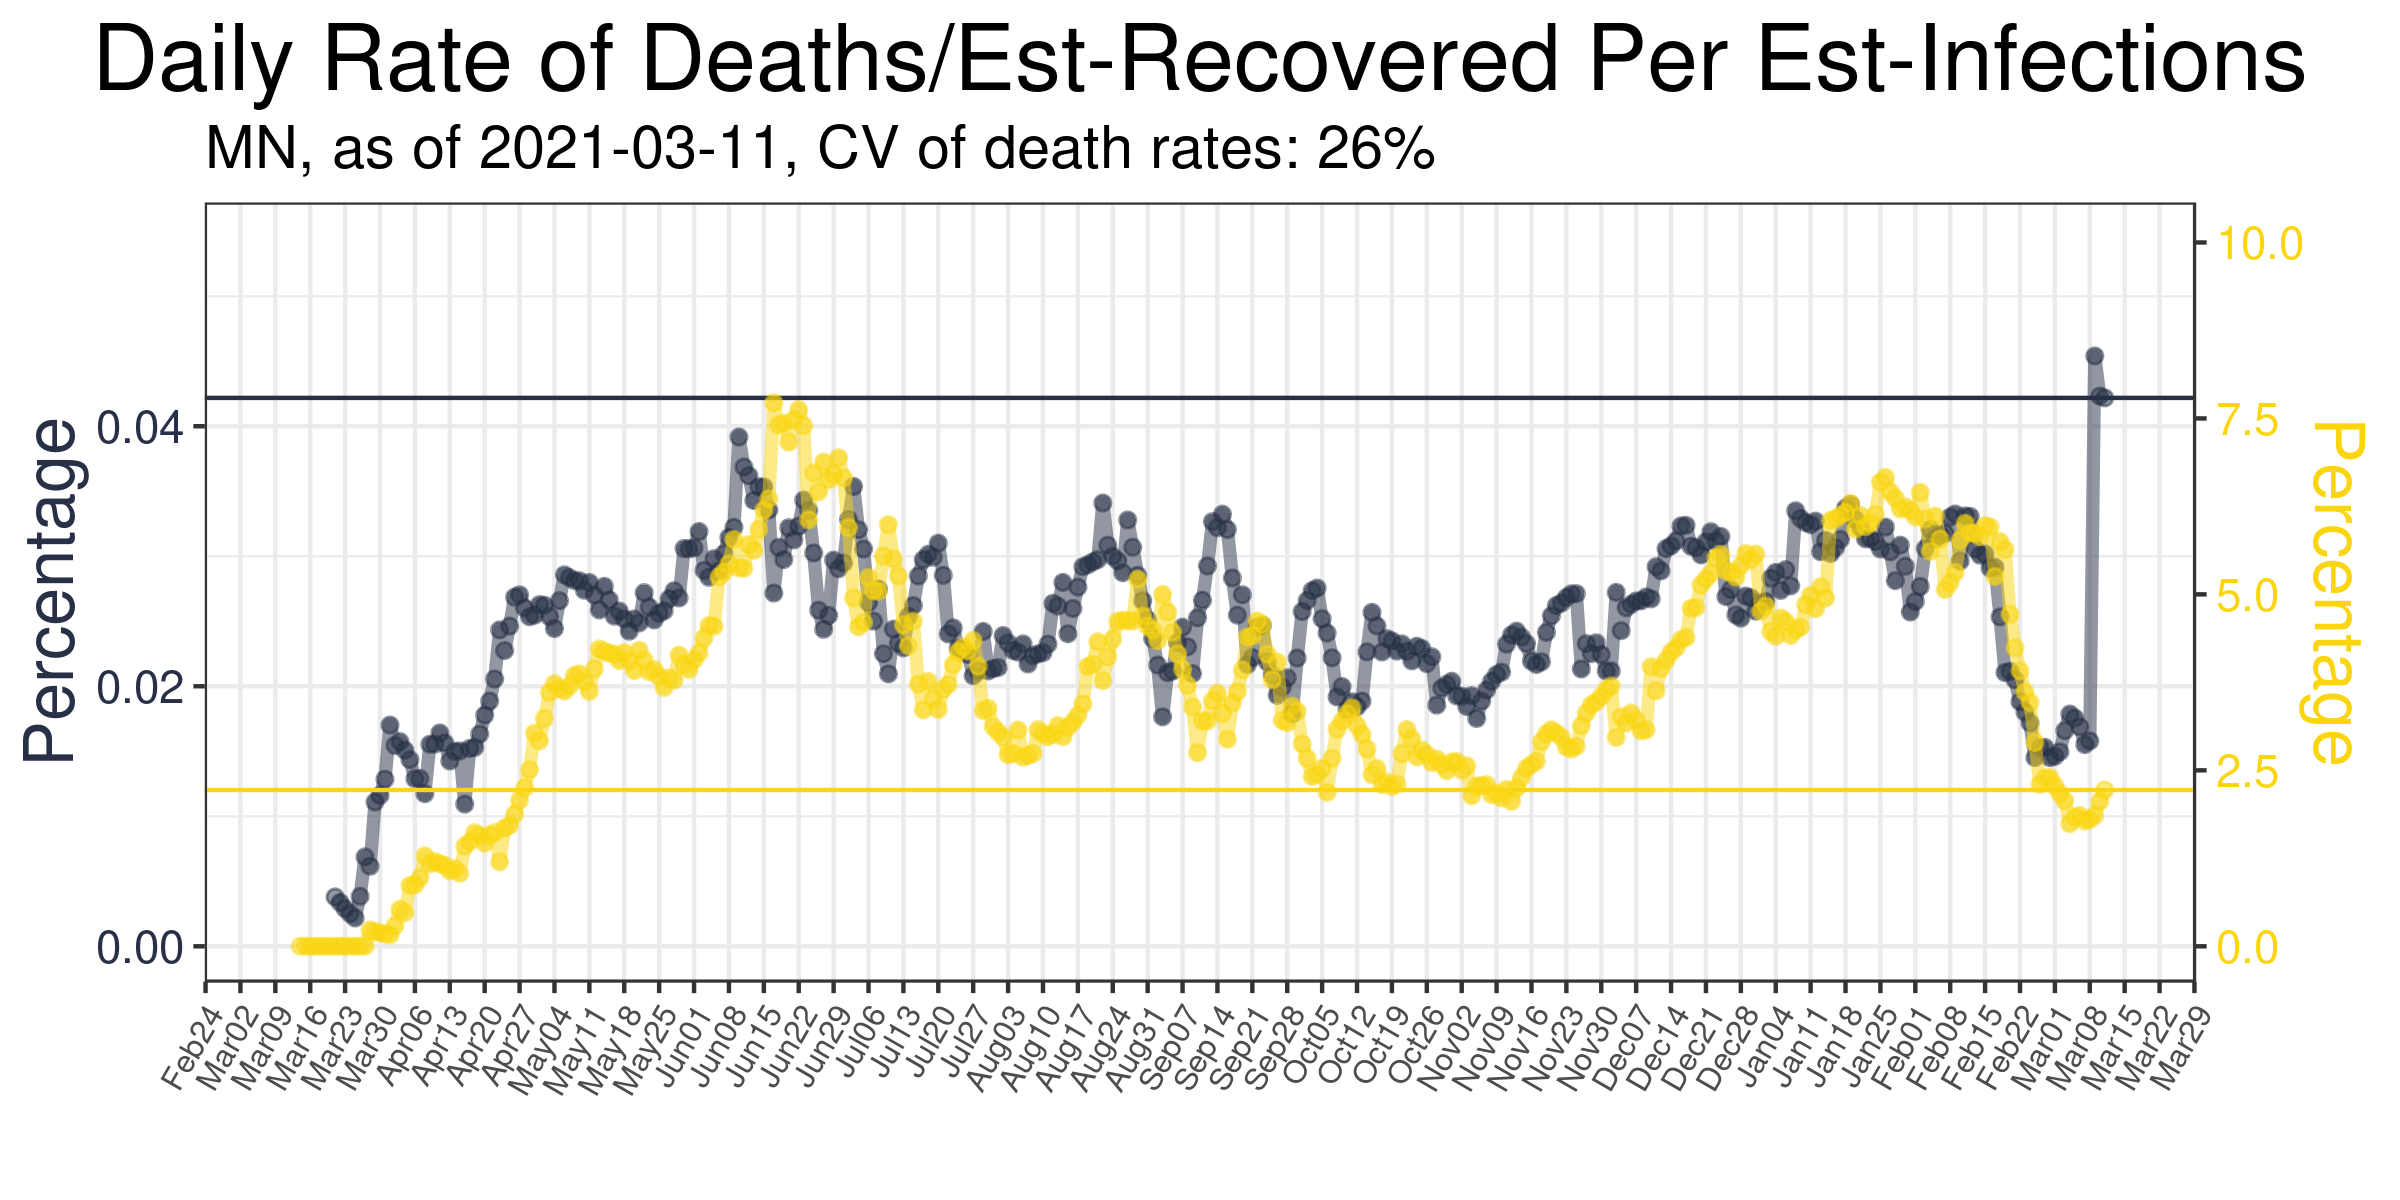 Daily Rate of Deaths/Est-Recovered Per Est-Infections
MN, as of 2021-03-11, CV of death rates: 26%
Percentage
0.04
0.02
0.00
10.0
7.5
5.0
2.5
0.0
Percentage
Feb24
Mar02
Mar09
Mar16
Mar23
Mar30
Apr06
Apr13
Apr20
Apr27
May04
May11
May18
May25
Jun01
Jun08
Jun15
Jun22
Jun29
Jul06
Jul13
Jul20
Jul27
Aug03
Aug10
Aug17
Aug24
Aug31
Sep07
Sep14
Sep21
Sep28
Oct05
Oct12
Oct19
Oct26
Nov02
Nov09
Nov16
Nov23
Nov30
Dec07
Dec14
Dec21
Dec28
Jan04
Jan11
Jan18
Jan25
Feb01
Feb08
Feb15
Feb22
Mar01
Mar08
Mar15
Mar22
Mar29